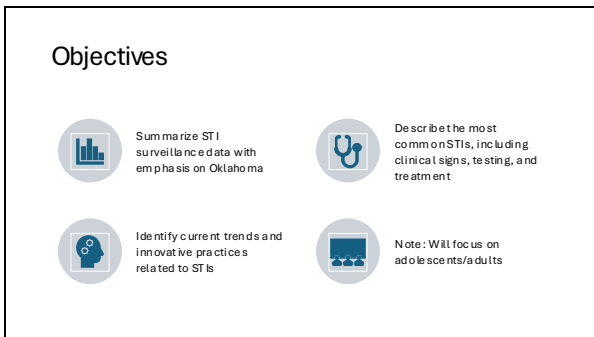 Objectives
Summarize STI
surveillance data with
emphasis on Oklahoma
Describe the most
common STIs, including
clinical signs, testing, and
treatment
Identify current trends and
innovative practices
related to STIs
Note: Will focus on
adolescents/adults